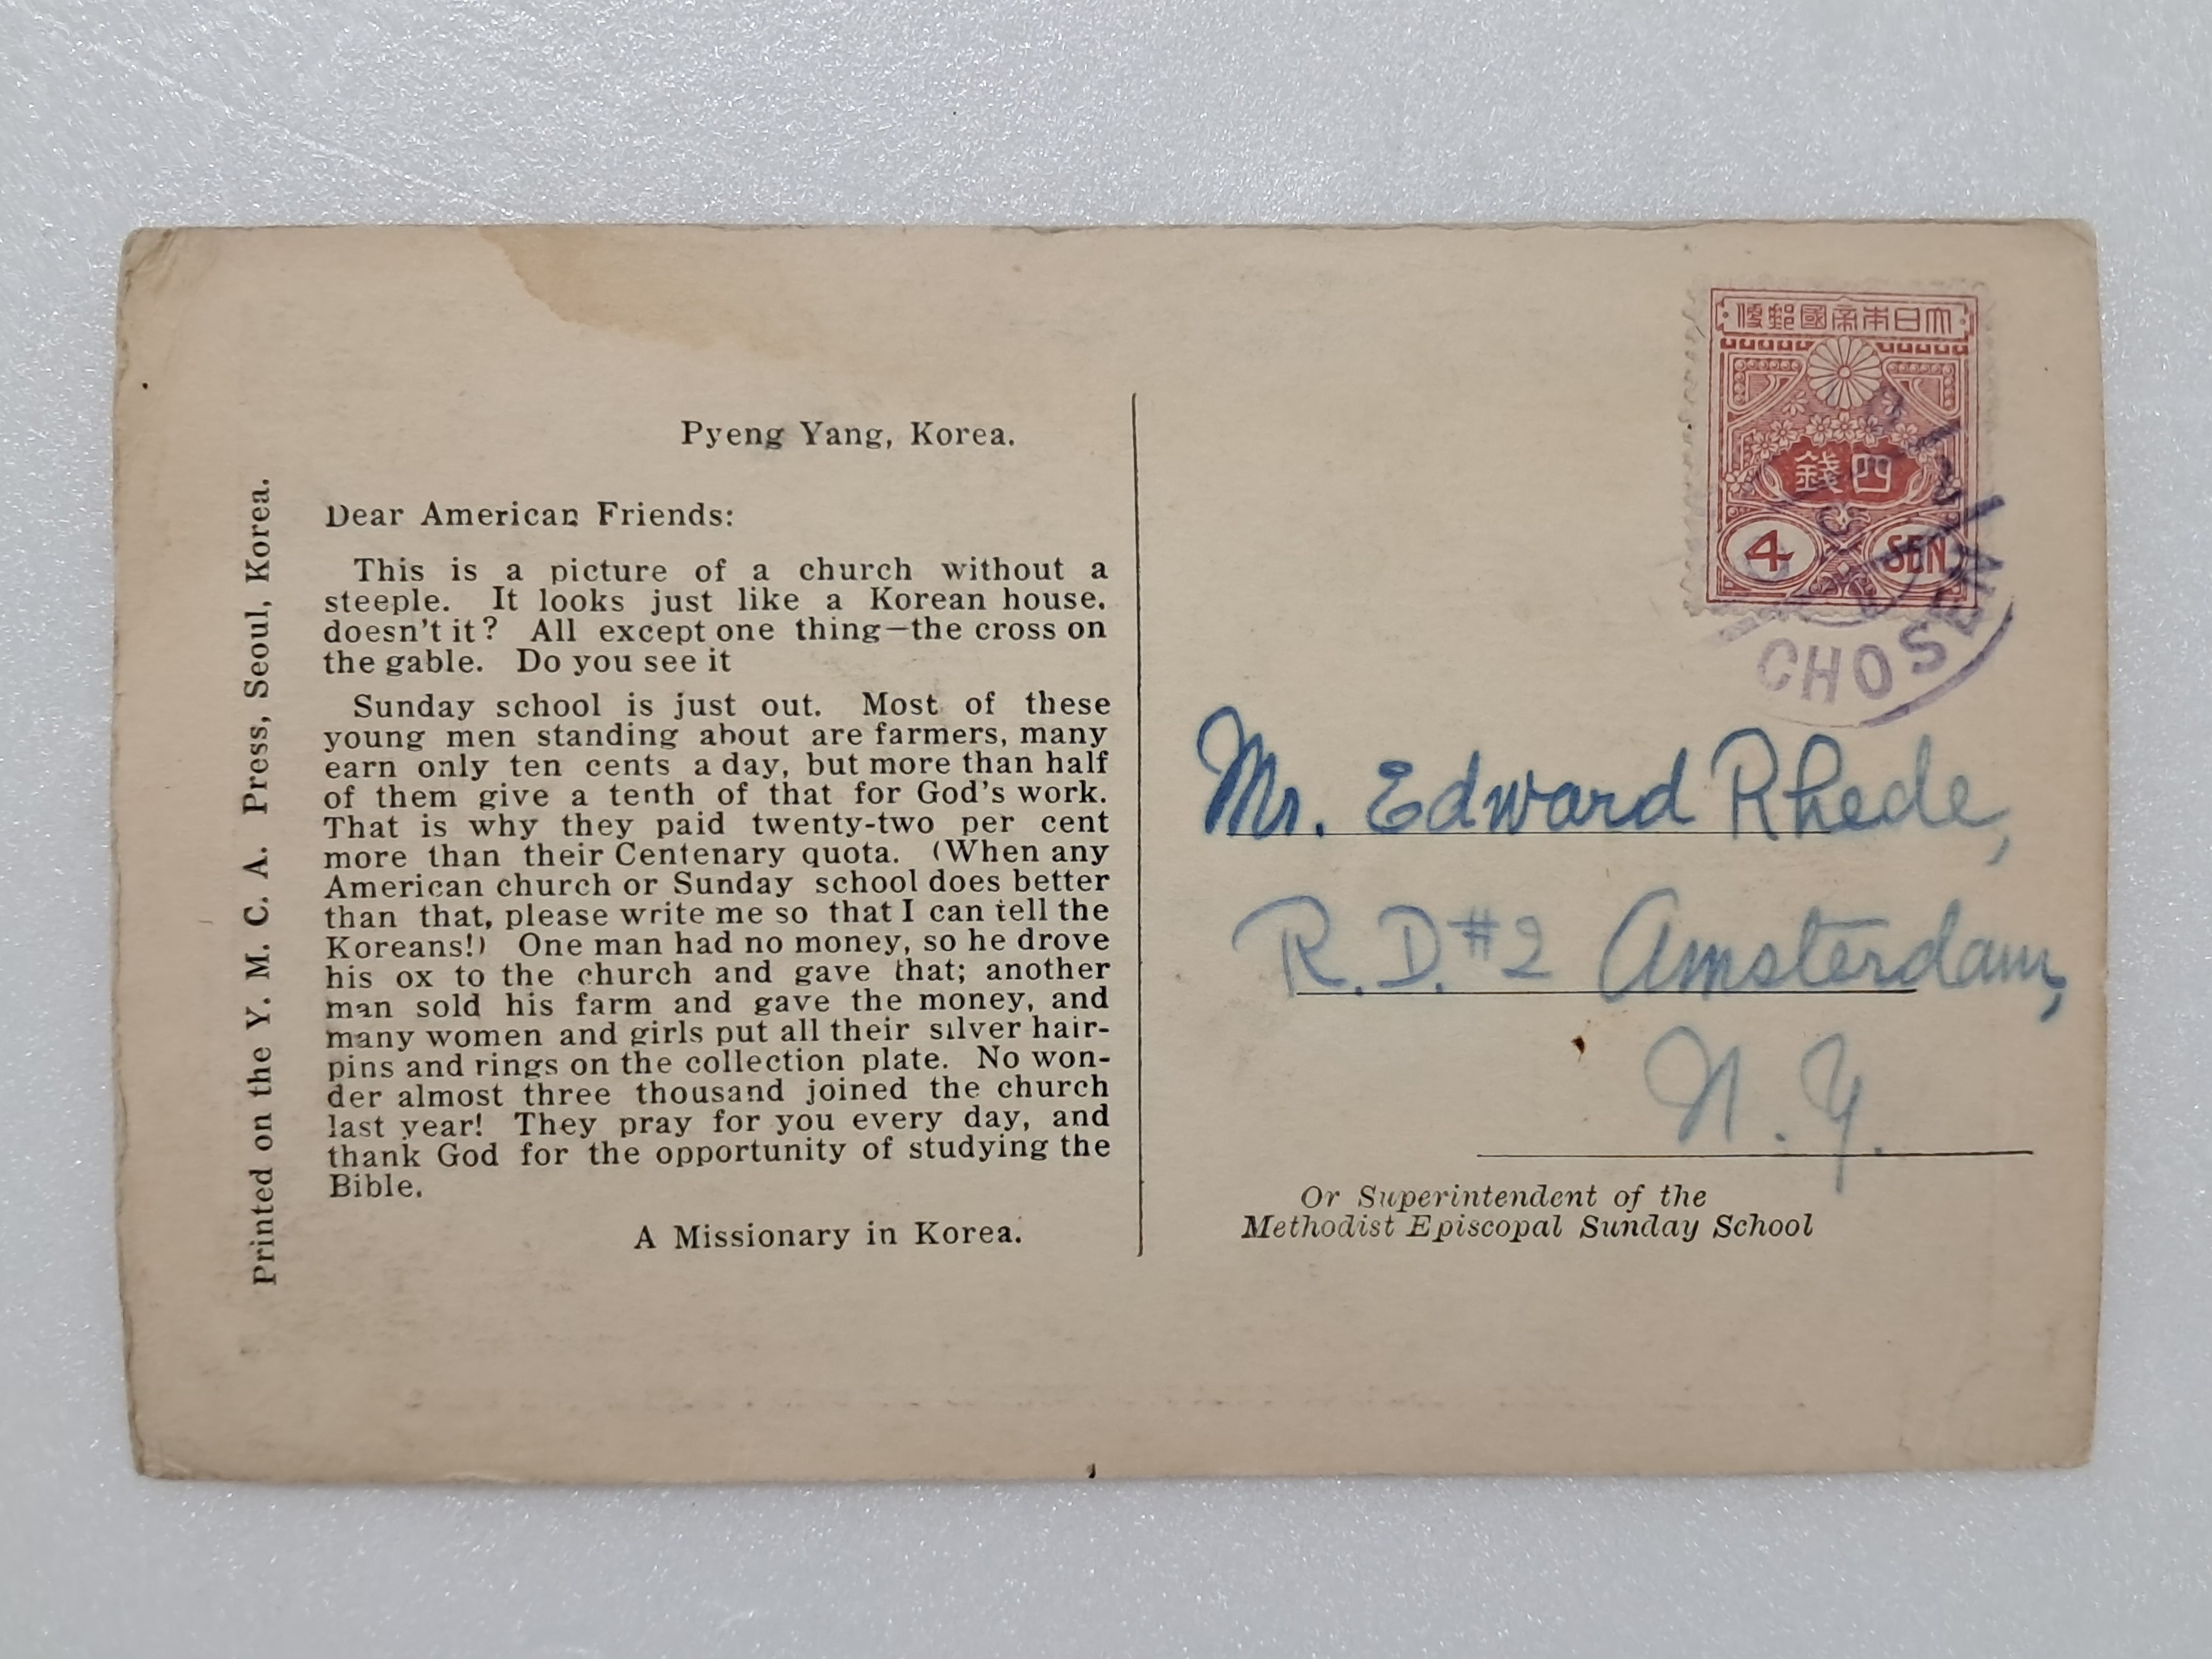 Printed on the Y. M. C. A. Press, Seoul, Korea.
Pyeng Yang, Korea.
Dear American Friends:
This is a picture of a church without a
steeple. It looks just like a Korean house.
doesn't it? All except one thing—the cross on
the gable. Do you see it
Sunday school is just out. Most of these
young men standing about are farmers, many
earn only ten cents a day, but more than half
of them give a tenth of that for God's work.
That is why they paid twenty-two per cent
more than their Centenary quota. (When any
American church or Sunday school does better
than that, please write me so that I can tell the
Koreans!) One man had no money, so he drove
his ox to the church and gave that; another
man sold his farm and gave the money, and
many women and girls put all their silver hair-
pins and rings on the collection plate. No won-
der almost three thousand joined the church
last year! They pray for you every day, and
thank God for the opportunity of studying the
Bible.
A Missionary in Korea.
便郵國帝本日大
錢四
4 SEN
CHOSEN
Mr. Edward Rhede,
R.D. #2 Amsterdam,
N.Y.
Or Superintendent of the
Methodist Episcopal Sunday School